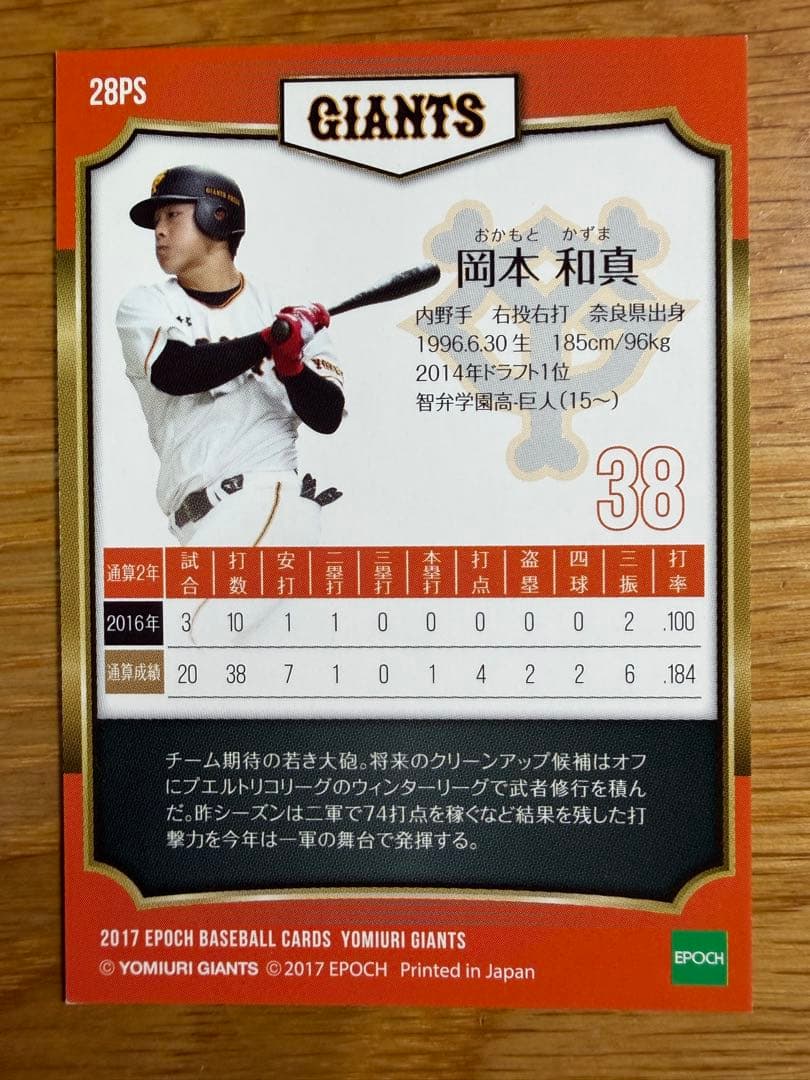 28PS
GIANTS
おかもと かずま
岡本 和真
内野手 右投右打 奈良県出身
1996.6.30生 185cm/96kg
2014年ドラフト1位
智弁学園高-巨人(15〜)
38
通算2年 試合 打数 安打 二塁打 三塁打 本塁打 打点 盗塁 四球 三振 打率
2016年 3 10 1 1 0 0 0 0 0 2 .100
通算成績 20 38 7 1 0 1 4 2 2 6 .184
チーム期待の若き大砲。将来のクリーンアップ候補はオフ
にプエルトリコリーグのウィンターリーグで武者修行を積ん
だ。昨シーズンは二軍で74打点を稼ぐなど結果を残した打
撃力を今年は一軍の舞台で発揮する。
2017 EPOCH BASEBALL CARDS YOMIURI GIANTS
© YOMIURI GIANTS © 2017 EPOCH Printed in Japan
EPOCH